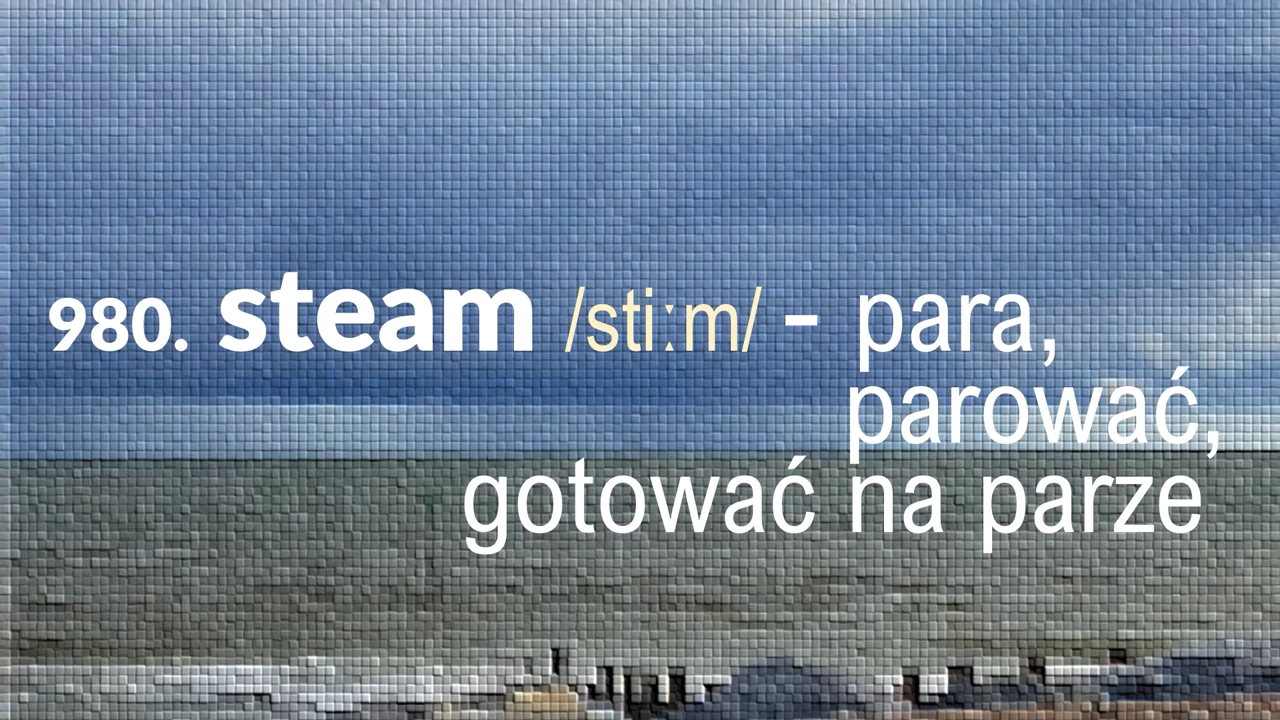 980. steam /stiːm/ - para,
parować,
gotować na parze